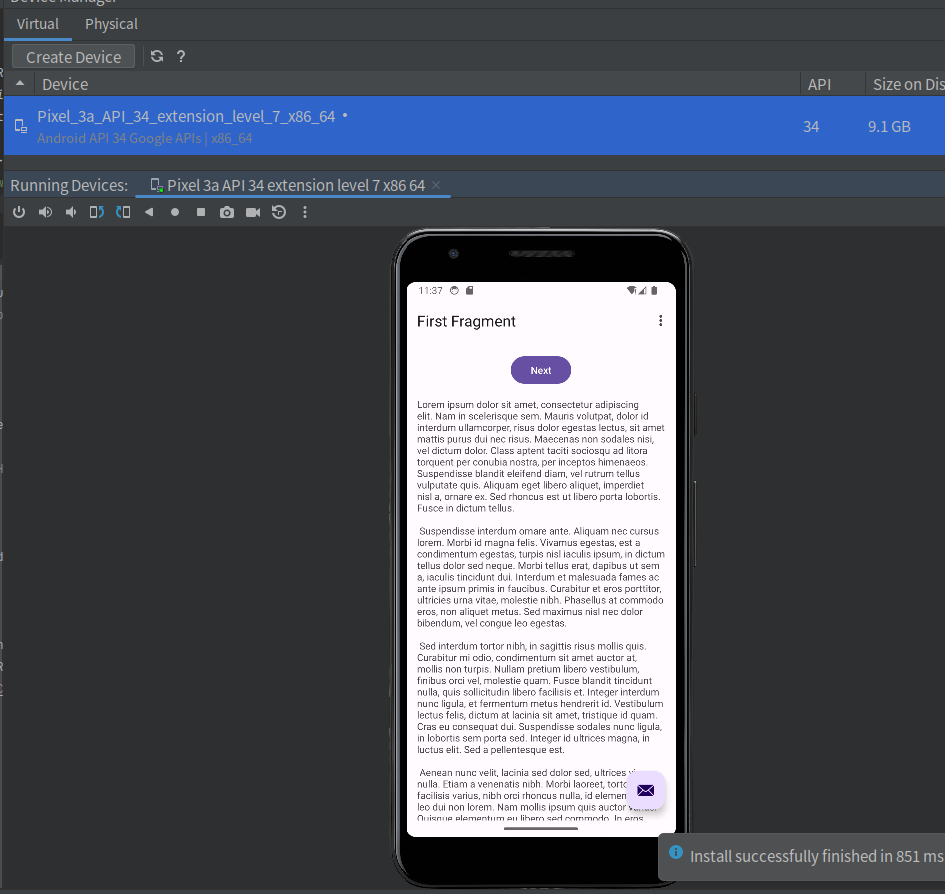 Device Manager
Virtual Physical
Create Device ?
Device API Size on Dis
Pixel_3a_API_34_extension_level_7_x86_64 34 9.1 GB
Android API 34 Google APIs | x86_64
Running Devices: Pixel 3a API 34 extension level 7 x86 64
11:37
First Fragment
Next
Lorem ipsum dolor sit amet, consectetur adipiscing
elit. Nam in scelerisque sem. Mauris volutpat, dolor id
interdum ullamcorper, risus dolor egestas lectus, sit amet
mattis purus dui nec risus. Maecenas non sodales nisi,
vel dictum dolor. Class aptent taciti sociosqu ad litora
torquent per conubia nostra, per inceptos himenaeos.
Suspendisse blandit eleifend diam, vel rutrum tellus
vulputate quis. Aliquam eget libero aliquet, imperdiet
nisl a, ornare ex. Sed rhoncus est ut libero porta lobortis.
Fusce in dictum tellus.
Suspendisse interdum ornare ante. Aliquam nec cursus
lorem. Morbi id magna felis. Vivamus egestas, est a
condimentum egestas, turpis nisl iaculis ipsum, in dictum
tellus dolor sed neque. Morbi tellus erat, dapibus ut sem
a, iaculis tincidunt dui. Interdum et malesuada fames ac
ante ipsum primis in faucibus. Curabitur et eros porttitor,
ultricies urna vitae, molestie nibh. Phasellus at commodo
eros, non aliquet metus. Sed maximus nisl nec dolor
bibendum, vel congue leo egestas.
Sed interdum tortor nibh, in sagittis risus mollis quis.
Curabitur mi odio, condimentum sit amet auctor at,
mollis non turpis. Nullam pretium libero vestibulum,
finibus orci vel, molestie quam. Fusce blandit tincidunt
nulla, quis sollicitudin libero facilisis et. Integer interdum
nunc ligula, et fermentum metus hendrerit id. Vestibulum
lectus felis, dictum at lacinia sit amet, tristique id quam.
Cras eu consequat dui. Suspendisse sodales nunc ligula,
in lobortis sem porta sed. Integer id ultrices magna, in
luctus elit. Sed a pellentesque est.
Aenean nunc velit, lacinia sed dolor sed, ultrices
nulla. Etiam a venenatis nibh. Morbi laoreet, torto
facilisis varius, nibh orci rhoncus nulla, id elemen
leo dui non lorem. Nam mollis ipsum quis auctor
Quisque elementum eu libero sed commodo. In eros
Install successfully finished in 851 ms